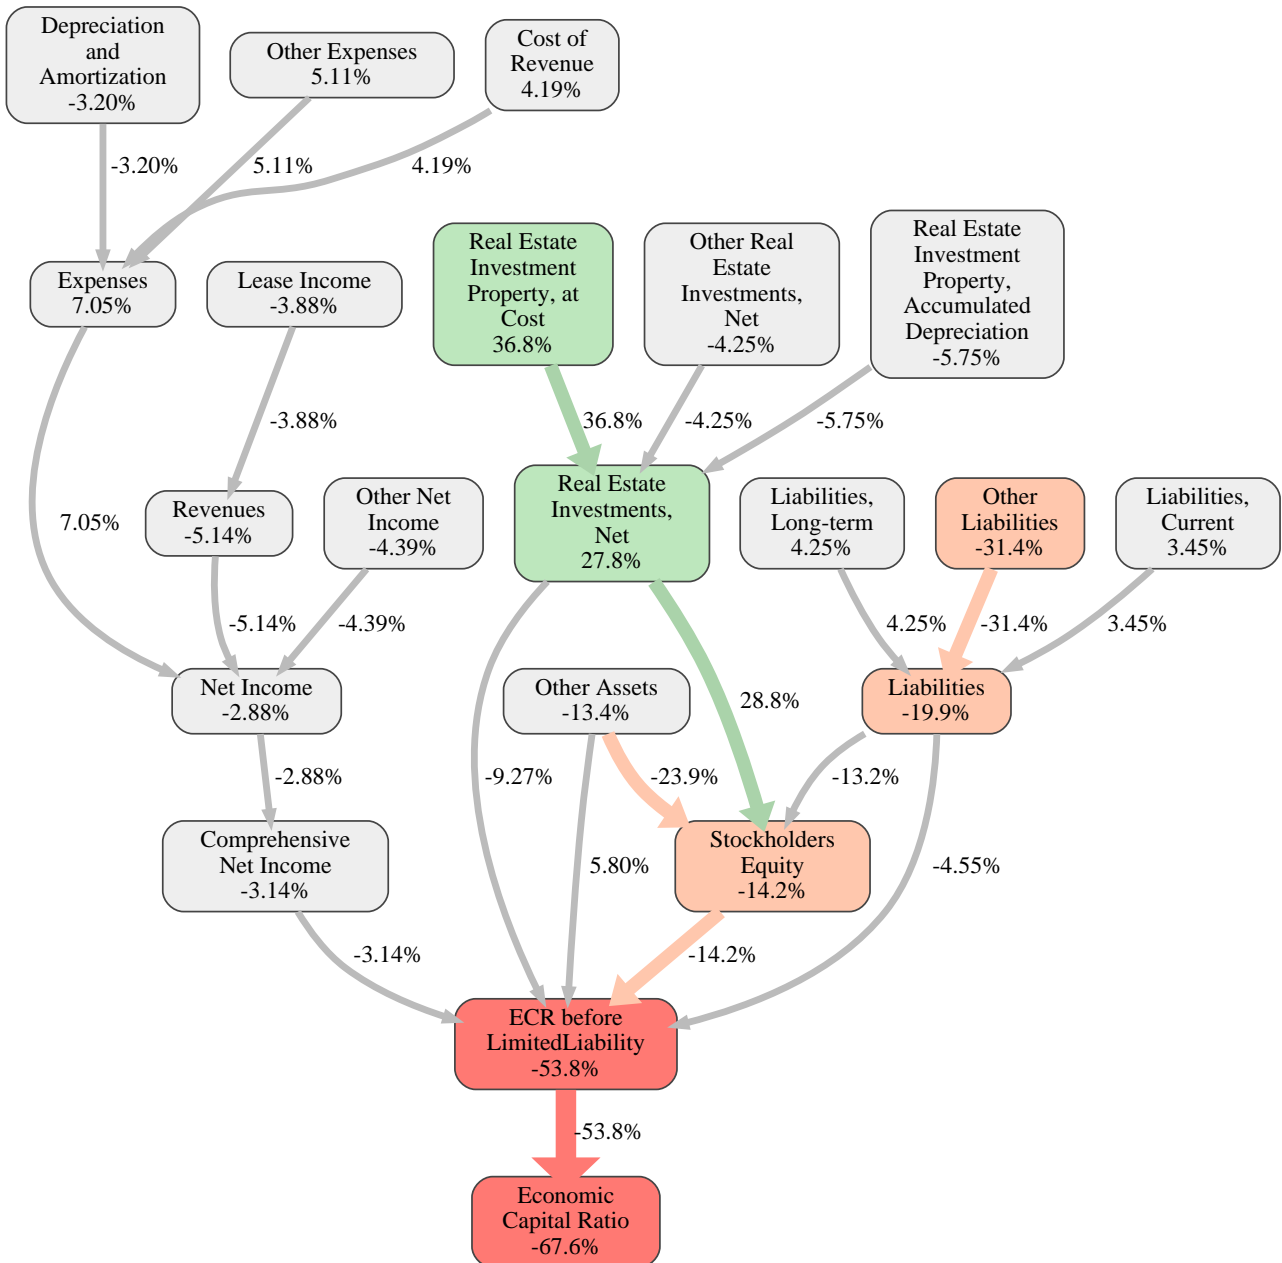 Depreciation
and
Amortization
-3.20%
Other Expenses
5.11%
Cost of
Revenue
4.19%
-3.20%
5.11%
4.19%
Expenses
7.05%
Lease Income
-3.88%
Real Estate
Investment
Property, at
Cost
36.8%
Other Real
Estate
Investments,
Net
-4.25%
Real Estate
Investment
Property,
Accumulated
Depreciation
-5.75%
-3.88%
36.8%
-4.25%
-5.75%
7.05%
Revenues
-5.14%
Other Net
Income
-4.39%
Real Estate
Investments,
Net
27.8%
Liabilities,
Long-term
4.25%
Other
Liabilities
-31.4%
Liabilities,
Current
3.45%
-5.14%
-4.39%
4.25%
-31.4%
3.45%
Net Income
-2.88%
Other Assets
-13.4%
28.8%
Liabilities
-19.9%
-2.88%
-9.27%
-23.9%
-13.2%
Comprehensive
Net Income
-3.14%
5.80%
Stockholders
Equity
-14.2%
-4.55%
-3.14%
-14.2%
ECR before
LimitedLiability
-53.8%
-53.8%
Economic
Capital Ratio
-67.6%